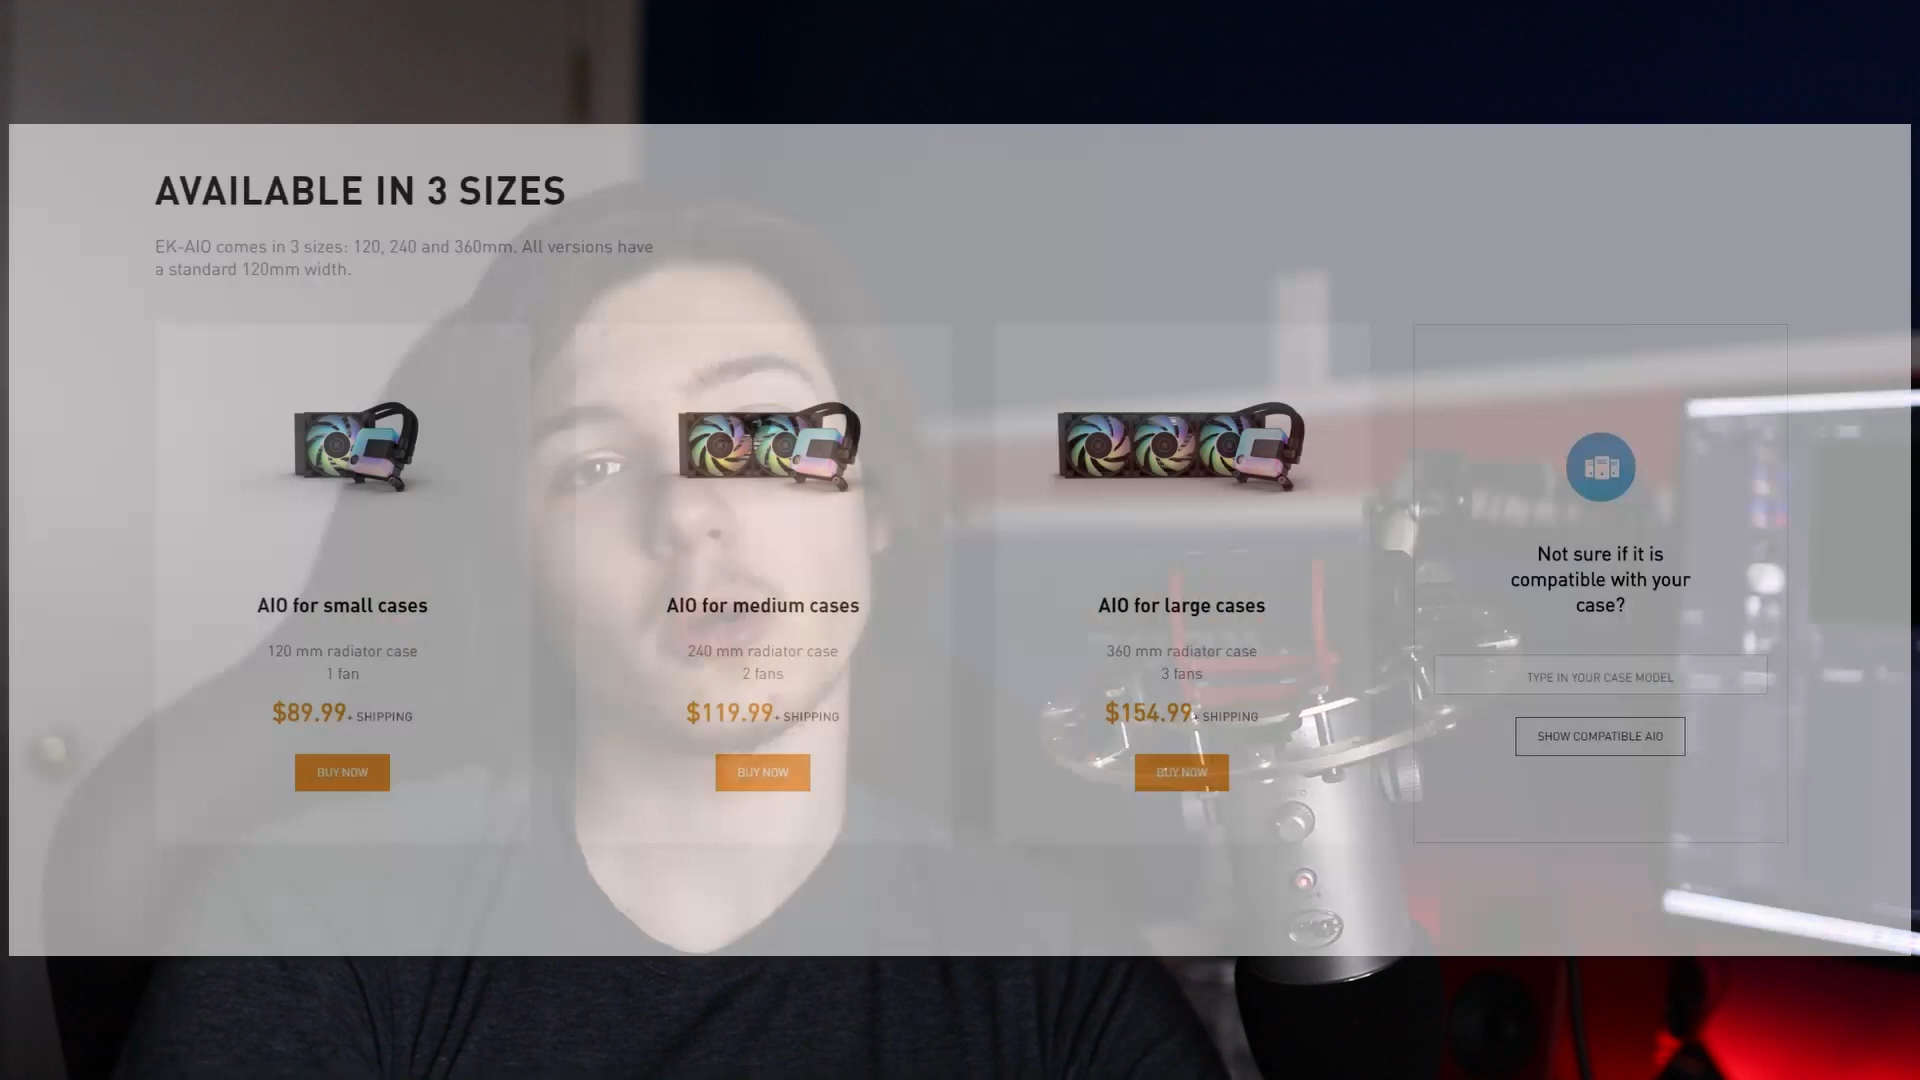 AVAILABLE IN 3 SIZES
EK-AIO comes in 3 sizes: 120, 240 and 360mm. All versions have
a standard 120mm width.
AIO for small cases
120 mm radiator case
1 fan
$89.99+ SHIPPING
BUY NOW
AIO for medium cases
240 mm radiator case
2 fans
$119.99+ SHIPPING
BUY NOW
AIO for large cases
360 mm radiator case
3 fans
$154.99+ SHIPPING
BUY NOW
Not sure if it is
compatible with your
case?
TYPE IN YOUR CASE MODEL
SHOW COMPATIBLE AIO